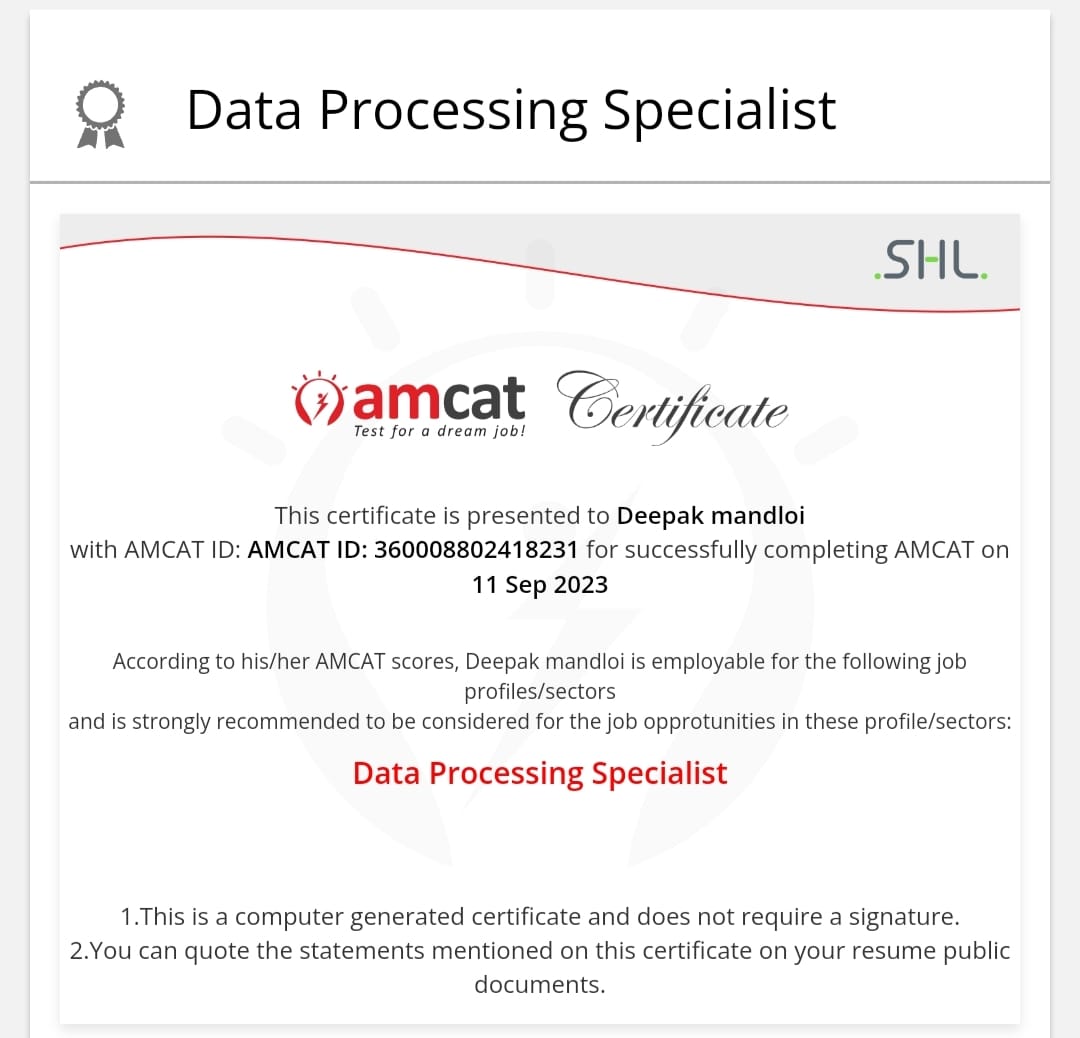 Data Processing Specialist
.SHL.
amcat Certificate
Test for a dream job!
This certificate is presented to Deepak mandloi
with AMCAT ID: AMCAT ID: 360008802418231 for successfully completing AMCAT on
11 Sep 2023
According to his/her AMCAT scores, Deepak mandloi is employable for the following job
profiles/sectors
and is strongly recommended to be considered for the job opprotunities in these profile/sectors:
Data Processing Specialist
1.This is a computer generated certificate and does not require a signature.
2.You can quote the statements mentioned on this certificate on your resume public
documents.